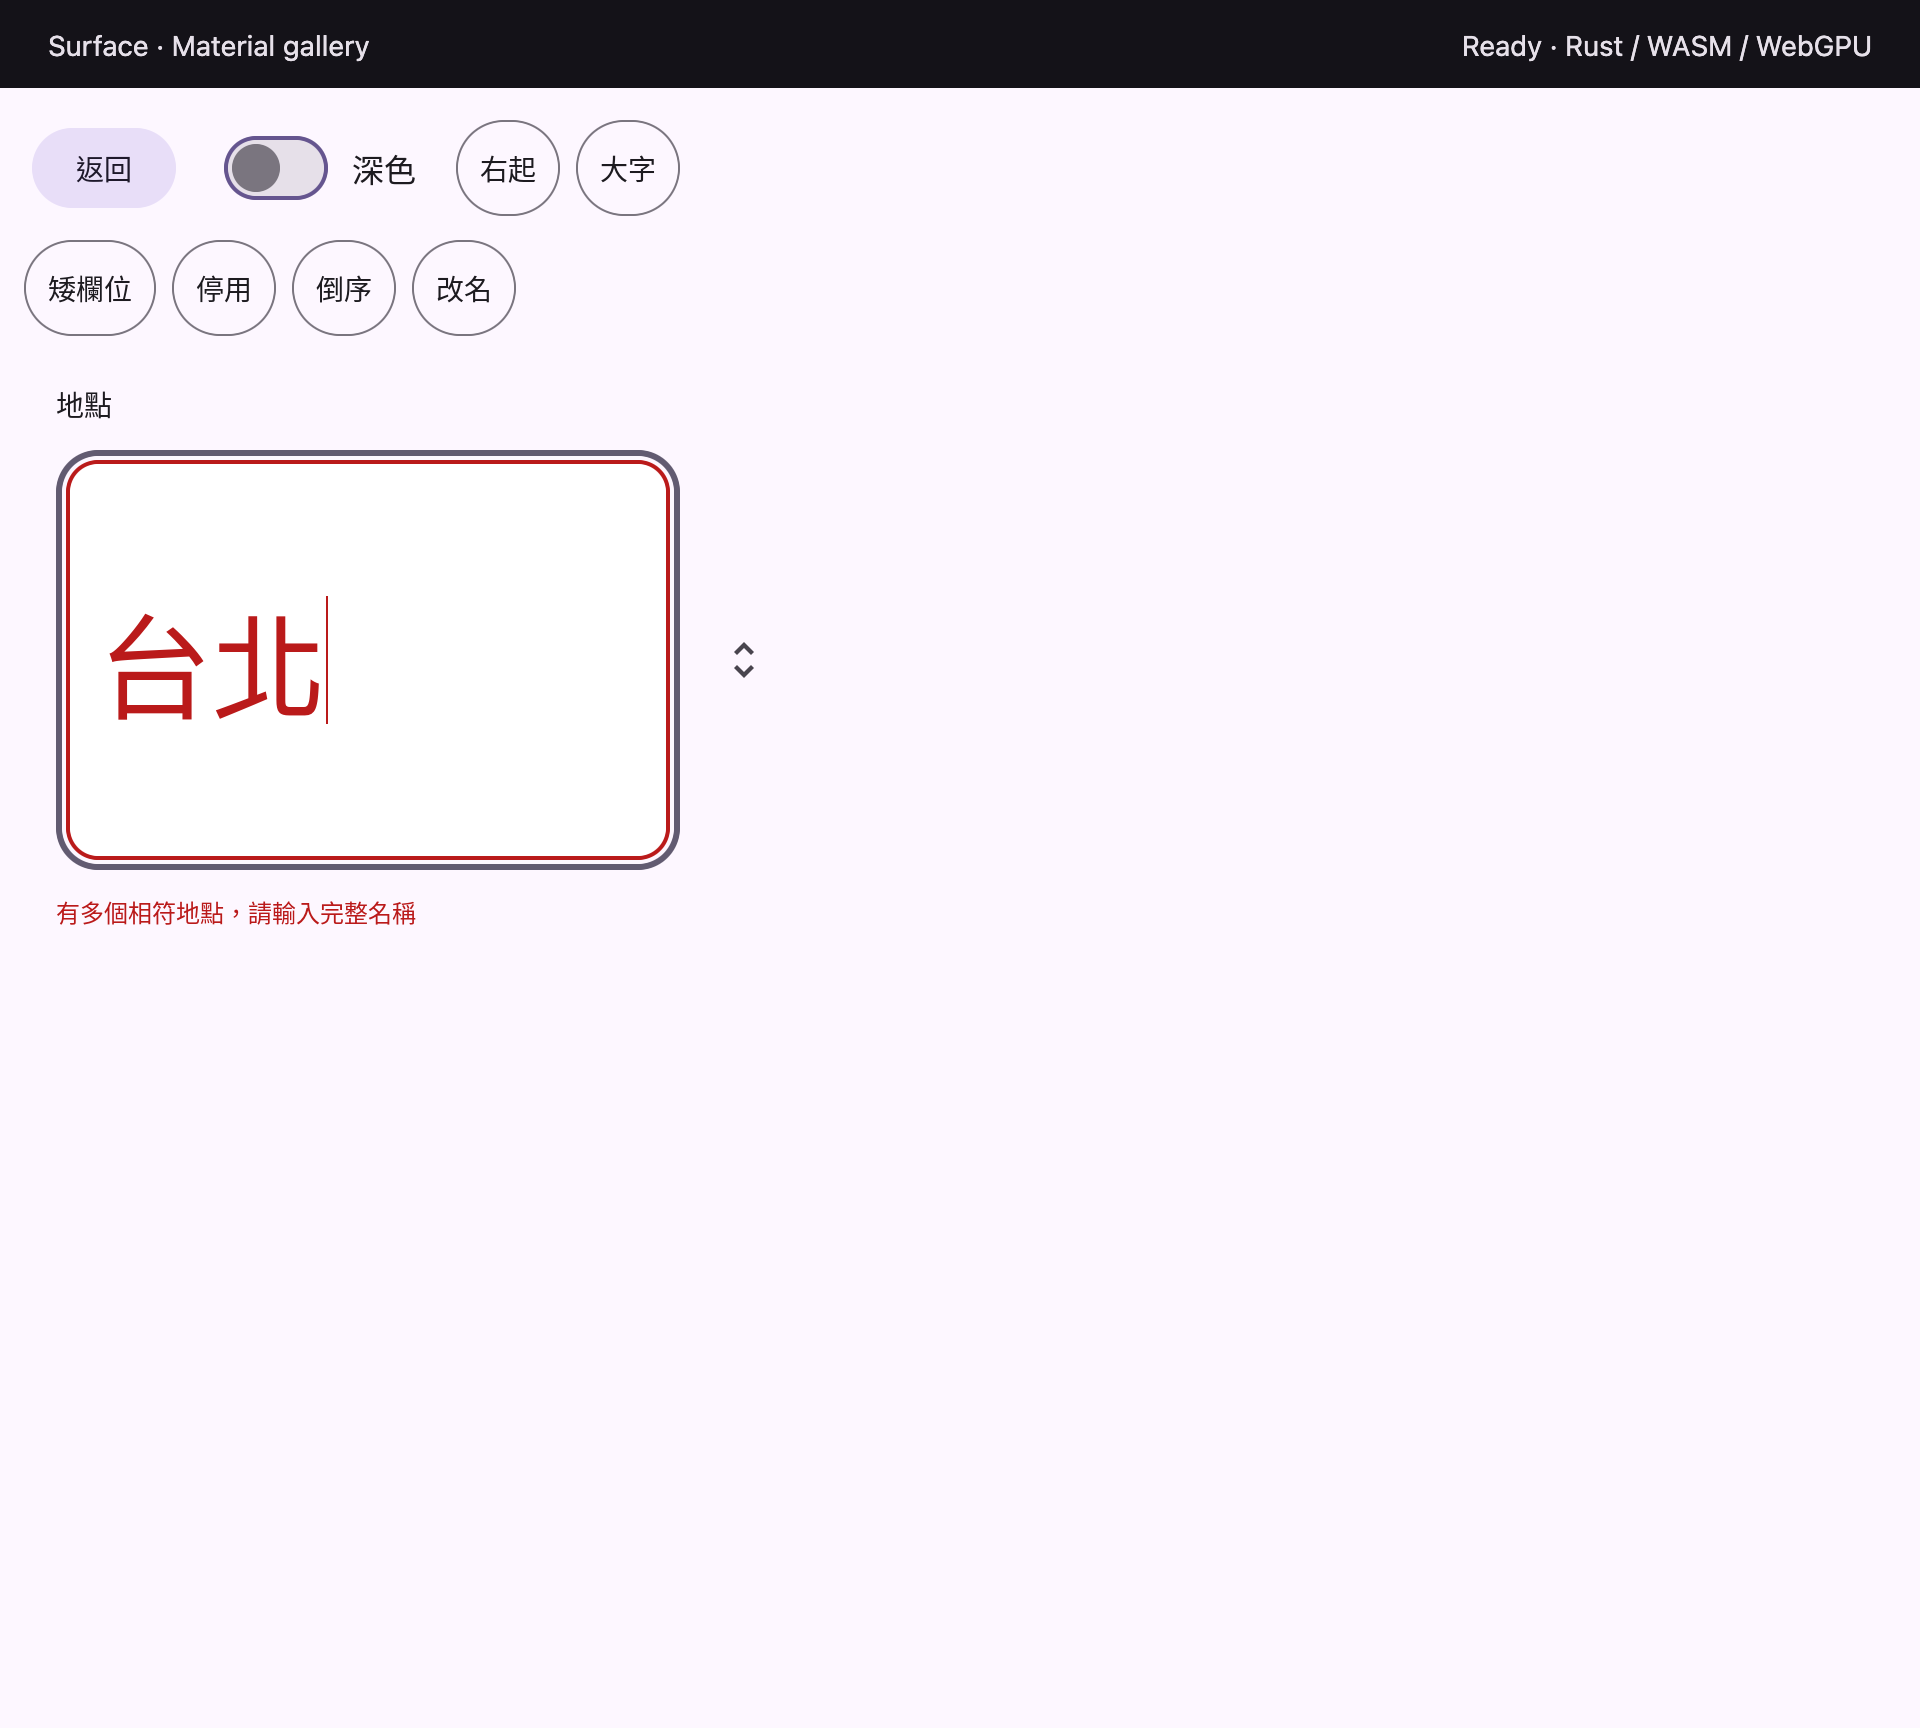 Surface · Material gallery
Ready · Rust / WASM / WebGPU
返回
深色
右起
大字
矮欄位
停用
倒序
改名
地點
台北
有多個相符地點，請輸入完整名稱